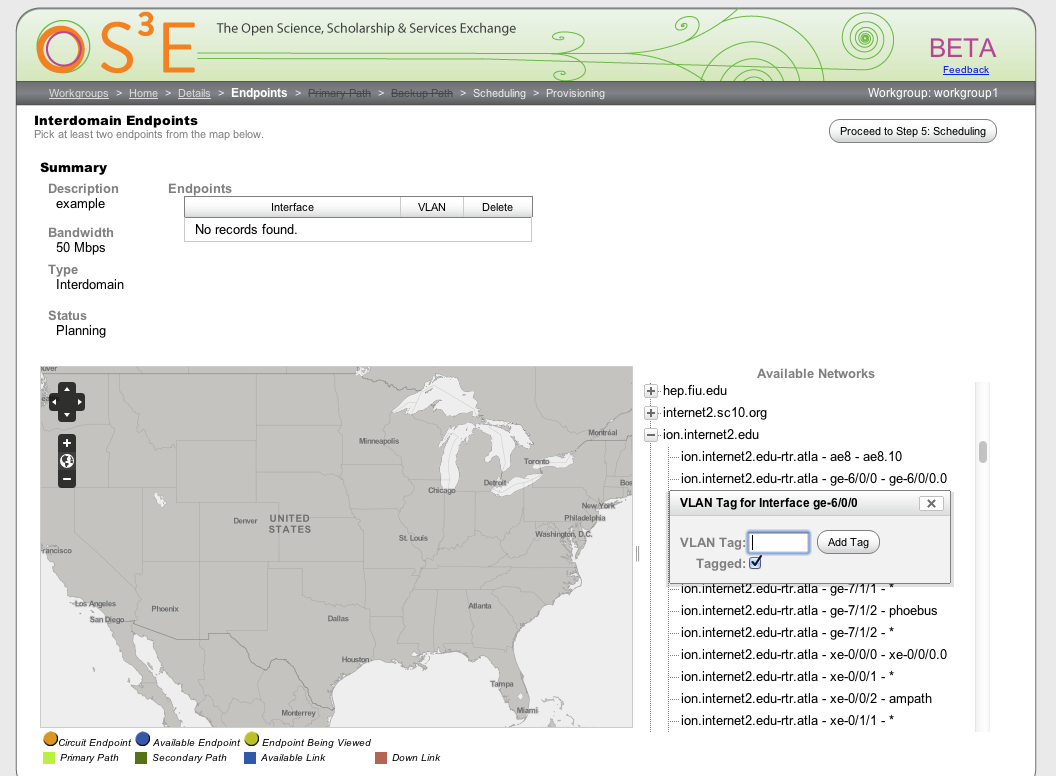 OS3E
The Open Science, Scholarship & Services Exchange
BETA
Feedback
Workgroups > Home > Details > Endpoints > Primary Path > Backup Path > Scheduling > Provisioning
Workgroup: workgroup1
Interdomain Endpoints
Pick at least two endpoints from the map below.
Proceed to Step 5: Scheduling
Summary
Description
example
Bandwidth
50 Mbps
Type
Interdomain
Status
Planning
Endpoints
Interface VLAN Delete
No records found.
Minneapolis
Montréal
Toronto
Detroit
Chicago
Bos
New York
Philadelphia
Washington, D.C.
Denver
UNITED
STATES
St. Louis
rancisco
Los Angeles
San Diego
Phoenix
Dallas
Atlanta
Houston
Tampa
Miami
Monterrey
Available Networks
hep.fiu.edu
internet2.sc10.org
ion.internet2.edu
ion.internet2.edu-rtr.atla - ae8 - ae8.10
ion.internet2.edu-rtr.atla - ge-6/0/0 - ge-6/0/0.0
VLAN Tag for Interface ge-6/0/0
VLAN Tag:
Add Tag
Tagged:
ion.internet2.edu-rtr.atla - ge-7/1/1 - *
ion.internet2.edu-rtr.atla - ge-7/1/2 - phoebus
ion.internet2.edu-rtr.atla - ge-7/1/2 - *
ion.internet2.edu-rtr.atla - xe-0/0/0 - xe-0/0/0.0
ion.internet2.edu-rtr.atla - xe-0/0/1 - *
ion.internet2.edu-rtr.atla - xe-0/0/2 - ampath
ion.internet2.edu-rtr.atla - xe-0/1/1 - *
Circuit Endpoint Available Endpoint Endpoint Being Viewed
Primary Path Secondary Path Available Link Down Link